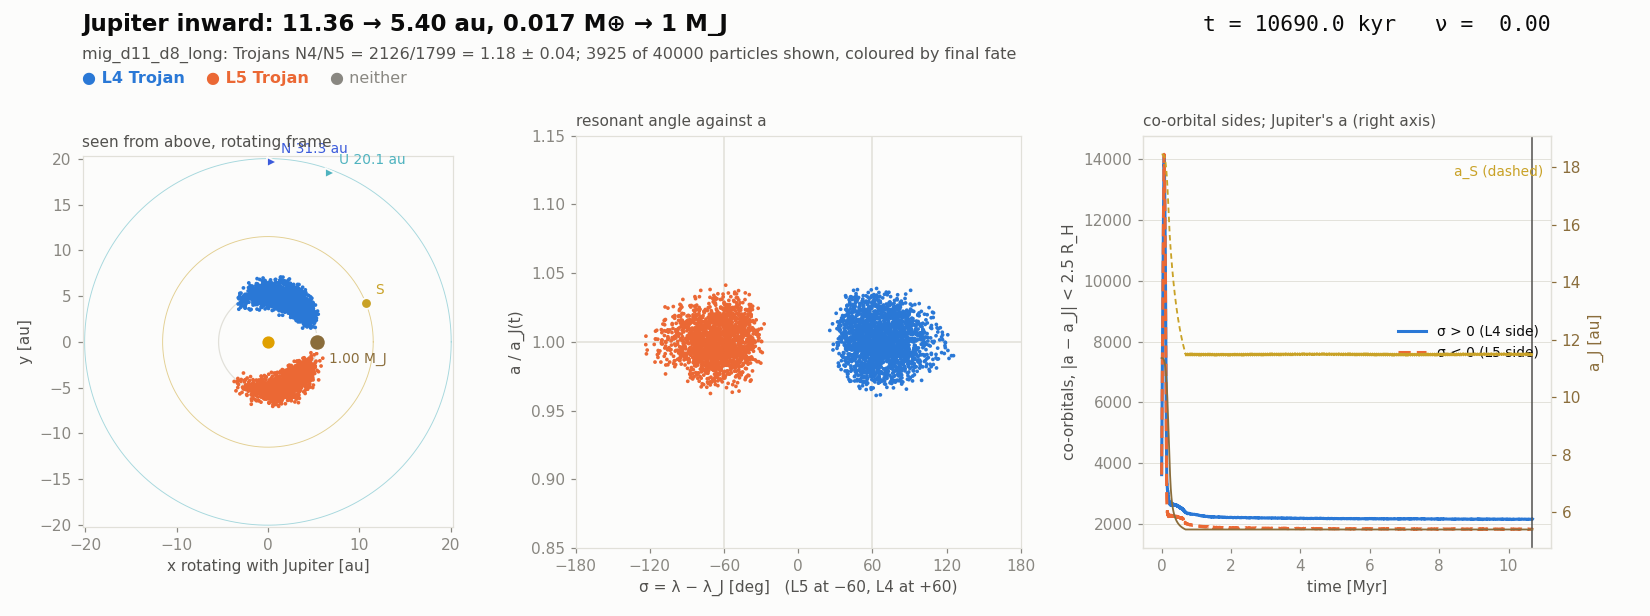 Jupiter inward: 11.36 → 5.40 au, 0.017 M⊕ → 1 M_J
t = 10690.0 kyr ν = 0.00
mig_d11_d8_long: Trojans N4/N5 = 2126/1799 = 1.18 ± 0.04; 3925 of 40000 particles shown, coloured by final fate
L4 Trojan L5 Trojan neither
seen from above, rotating frame
N 31.3 au
U 20.1 au
S
1.00 M_J
20
15
10
5
0
−5
−10
−15
−20
−20 −10 0 10 20
y [au]
x rotating with Jupiter [au]
resonant angle against a
1.15
1.10
1.05
1.00
0.95
0.90
0.85
−180 −120 −60 0 60 120 180
a / a_J(t)
σ = λ − λ_J [deg] (L5 at −60, L4 at +60)
co-orbital sides; Jupiter's a (right axis)
14000
12000
10000
8000
6000
4000
2000
0 2 4 6 8 10
co-orbitals, |a − a_J| < 2.5 R_H
time [Myr]
a_S (dashed)
σ > 0 (L4 side)
σ < 0 (L5 side)
18
16
14
12
10
8
6
a_J [au]